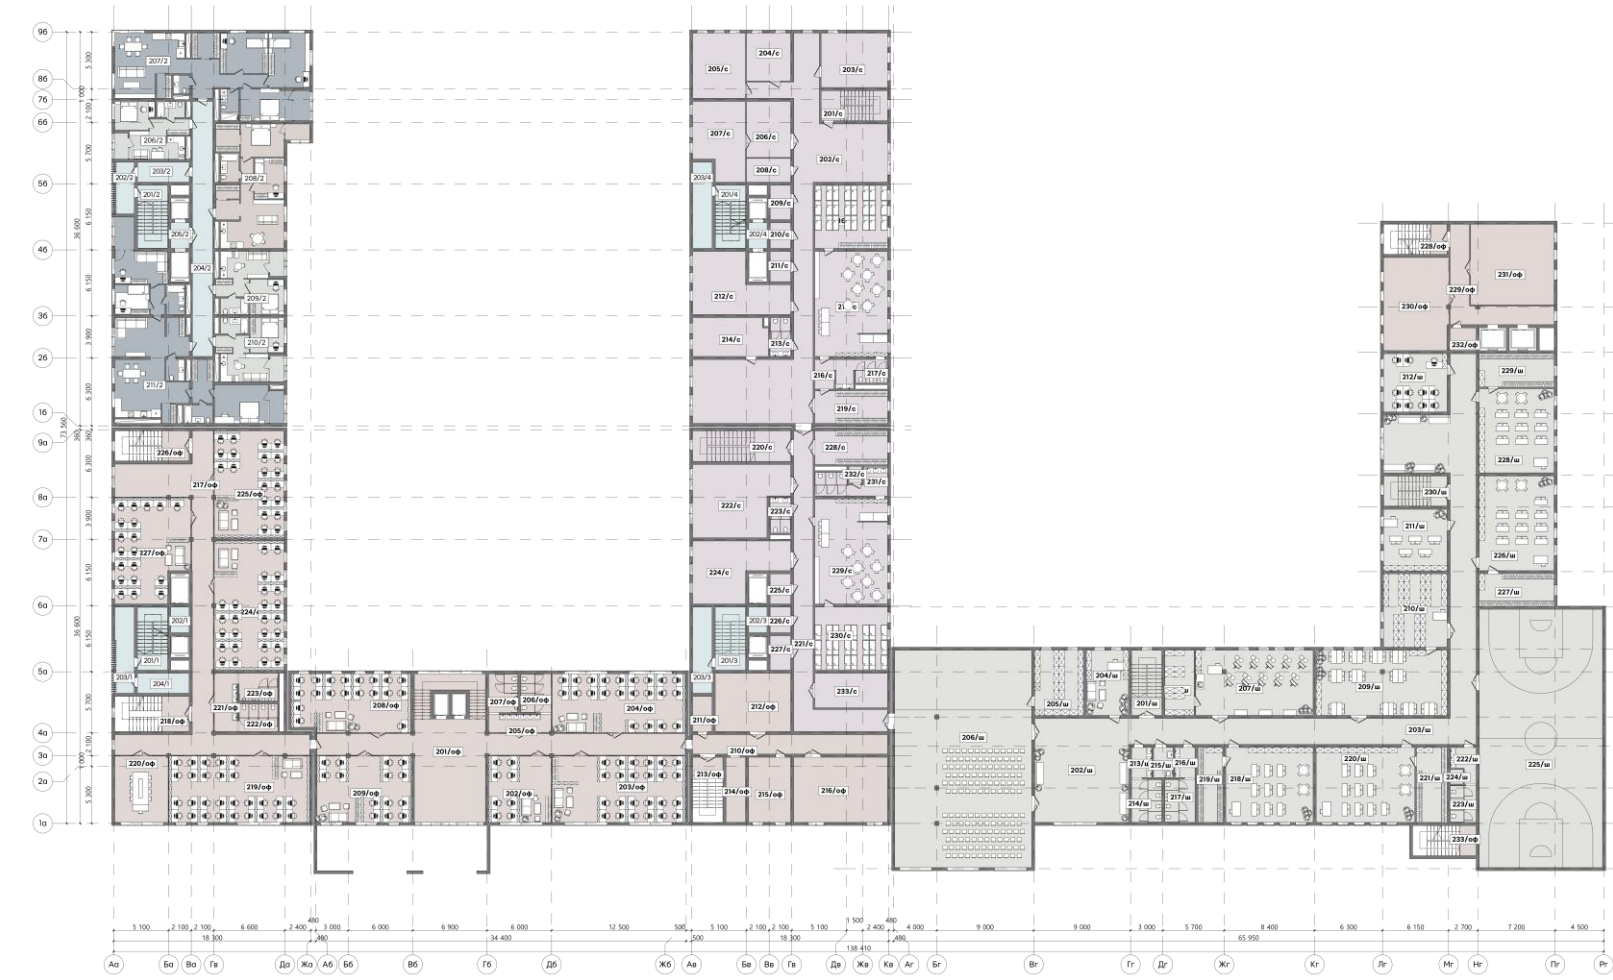 9б
8б
7б
6б
5б
4б
3б
2б
1б
9а
8а
7а
6а
5а
4а
3а
2а
1а
5 300
1 000
2 100
5 700
6 150
36 600
6 150
3 900
6 300
73 560
360
360
6 300
3 900
6 150
36 600
6 150
5 700
2 100
1 000
5 300
207/2
206/2
203/2
202/2
201/2
208/2
205/2
204/2
209/2
210/2
211/2
226/оф
217/оф
225/оф
227/оф
202/1
201/1
203/1
204/1
223/оф
221/оф
222/оф
218/оф
220/оф
219/оф
208/оф
207/оф
206/оф
205/оф
204/оф
201/оф
209/оф
202/оф
203/оф
204/с
205/с
203/с
201/с
207/с
206/с
202/с
208/с
203/4
201/4
209/с
202/4
210/с
211/с
212/с
214/с
213/с
216/с
217/с
219/с
220/с
228/с
232/с
231/с
222/с
223/с
224/с
229/с
225/с
202/3
226/с
230/с
221/с
227/с
201/3
203/3
233/с
212/оф
211/оф
210/оф
213/оф
214/оф
215/оф
216/оф
228/оф
231/оф
229/оф
230/оф
232/оф
212/ш
229/ш
228/ш
230/ш
211/ш
226/ш
227/ш
210/ш
204/ш
205/ш
201/ш
207/ш
209/ш
206/ш
203/ш
202/ш
215/ш
216/ш
219/ш
218/ш
220/ш
221/ш
222/ш
224/ш
225/ш
214/ш
217/ш
223/ш
233/оф
5 100
2 100
2 100
6 600
2 400
480
3 000
6 000
6 900
6 000
12 500
500
5 100
2 100
2 100
5 100
1 500
2 400
480
4 000
9 000
9 000
3 000
5 700
8 400
6 300
6 150
2 700
7 200
4 500
18 300
480
34 400
500
18 300
480
65 950
138 410
Аа
Ба
Ва
Гв
Да
Жа
Аб
Бб
Вб
Гб
Дб
Жб
Ав
Бв
Вв
Гв
Дв
Жв
Кв
Аг
Бг
Вг
Гг
Дг
Жг
Кг
Лг
Мг
Нг
Пг
Рг